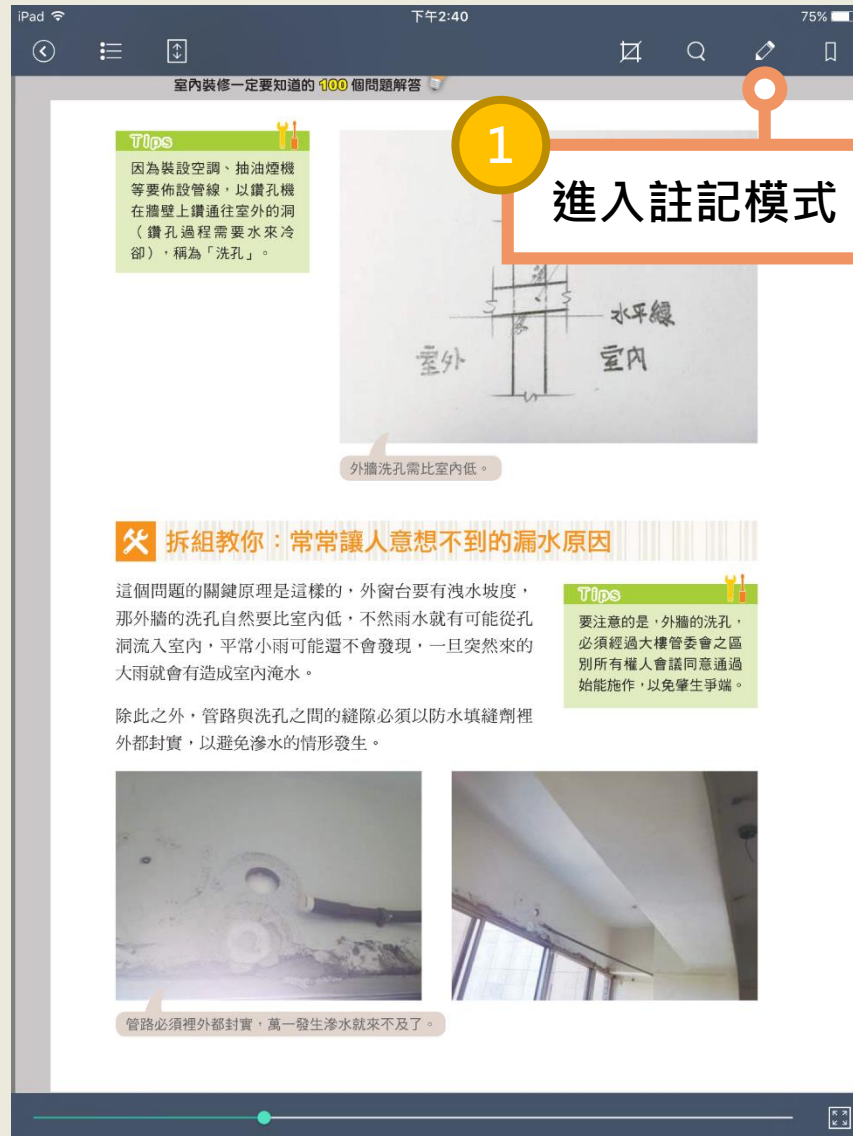 iPad
下午2:40
75%
室內裝修一定要知道的 100 個問題解答
1
進入註記模式
Tips
因為裝設空調、抽油煙機
等要佈設管線，以鑽孔機
在牆壁上鑽通往室外的洞
（鑽孔過程需要水來冷
卻），稱為「洗孔」。
水平線
室外
室內
外牆洗孔需比室內低。
拆組教你：常常讓人意想不到的漏水原因
這個問題的關鍵原理是這樣的，外窗台要有洩水坡度，
那外牆的洗孔自然要比室內低，不然雨水就有可能從孔
洞流入室內，平常小雨可能還不會發現，一旦突然來的
大雨就會有造成室內淹水。
除此之外，管路與洗孔之間的縫隙必須以防水填縫劑裡
外都封實，以避免滲水的情形發生。
Tips
要注意的是，外牆的洗孔，
必須經過大樓管委會之區
別所有權人會議同意通過
始能施作，以免肇生爭端。
管路必須裡外都封實，萬一發生滲水就來不及了。